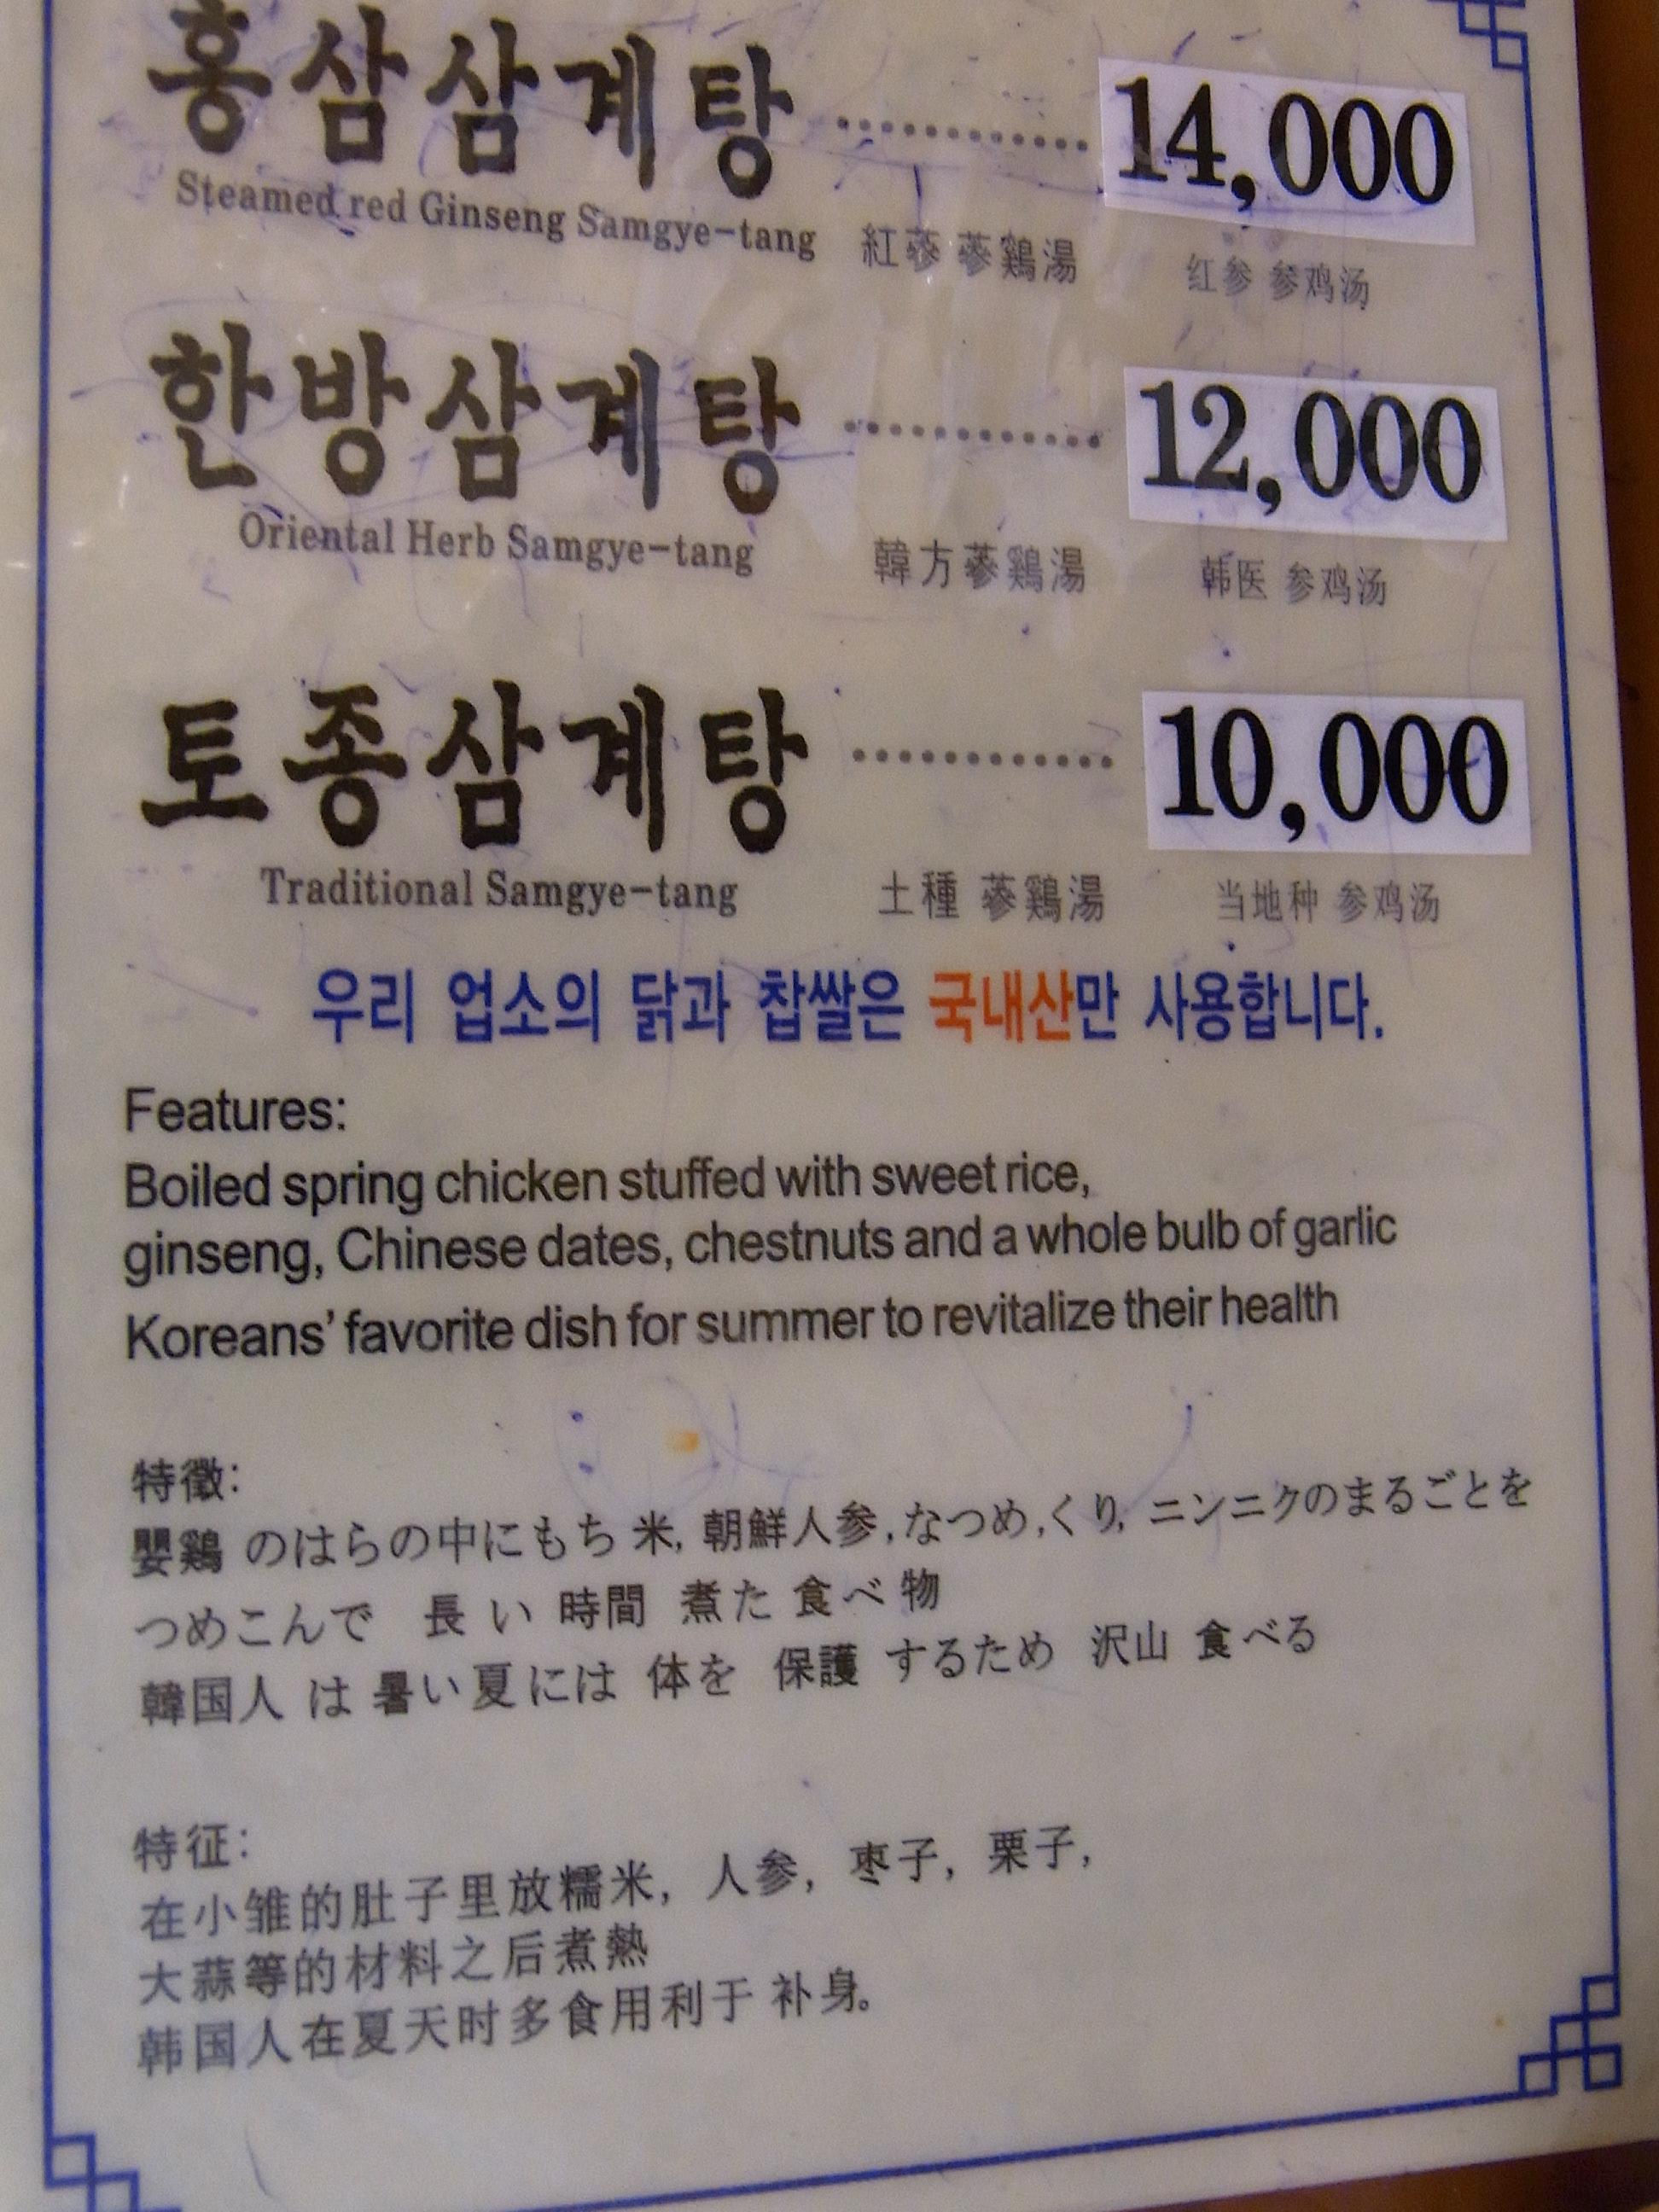 홍삼삼계탕 ············ 14,000
Steamed red Ginseng Samgye-tang 紅蔘 蔘鷄湯 红参 参鸡汤
한방삼계탕 ············ 12,000
Oriental Herb Samgye-tang 韓方蔘鷄湯 韩医 参鸡汤
토종삼계탕 ············ 10,000
Traditional Samgye-tang 土種 蔘鷄湯 当地种 参鸡汤
우리 업소의 닭과 찹쌀은 국내산만 사용합니다.
Features:
Boiled spring chicken stuffed with sweet rice,
ginseng, Chinese dates, chestnuts and a whole bulb of garlic
Koreans' favorite dish for summer to revitalize their health
特徵:
嬰鷄 のはらの中にもち 米, 朝鮮人参, なつめ, くり, ニンニクのまるごとを
つめこんで 長 い 時間 煮た 食べ 物
韓国人 は 暑い夏には 体を 保護 するため 沢山 食べる
特征:
在小雏的肚子里放糯米, 人参, 枣子, 栗子,
大蒜等的材料之后煮熱
韩国人在夏天时多食用利于 补身。